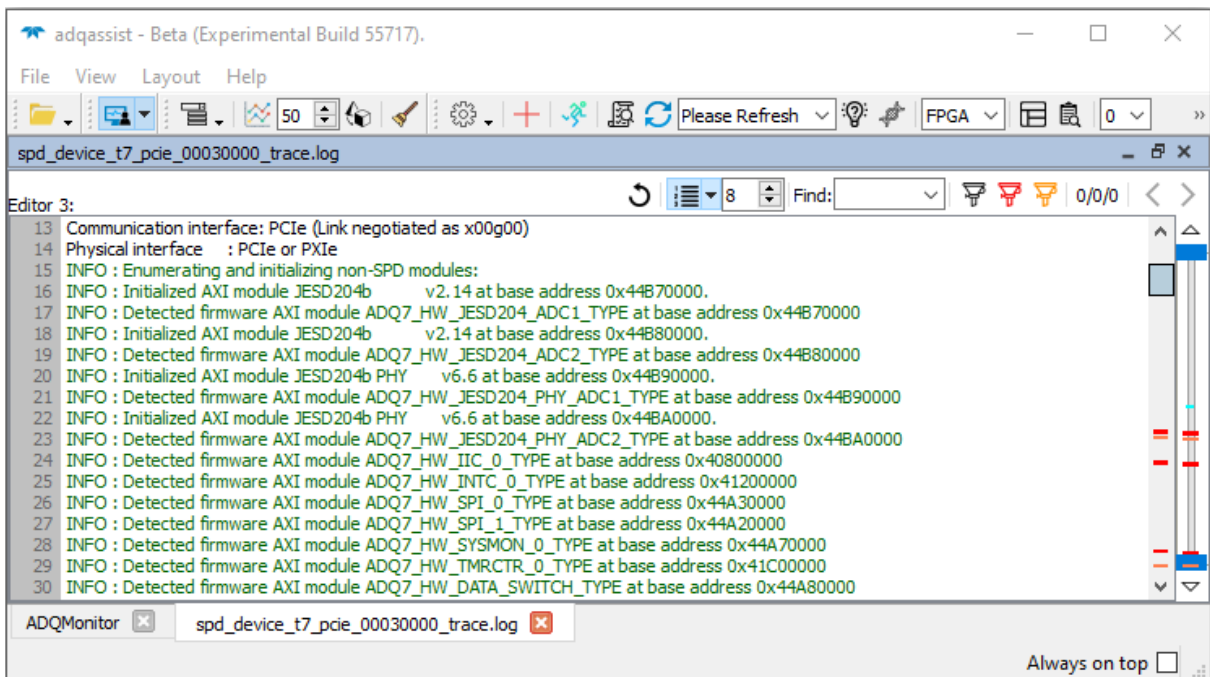 adqassist - Beta (Experimental Build 55717).
File View Layout Help
50 Please Refresh FPGA 0 »
spd_device_t7_pcie_00030000_trace.log
Editor 3: 8 Find: 0/0/0
13 Communication interface: PCIe (Link negotiated as x00g00)
14 Physical interface : PCIe or PXIe
15 INFO : Enumerating and initializing non-SPD modules:
16 INFO : Initialized AXI module JESD204b v2.14 at base address 0x44B70000.
17 INFO : Detected firmware AXI module ADQ7_HW_JESD204_ADC1_TYPE at base address 0x44B70000
18 INFO : Initialized AXI module JESD204b v2.14 at base address 0x44B80000.
19 INFO : Detected firmware AXI module ADQ7_HW_JESD204_ADC2_TYPE at base address 0x44B80000
20 INFO : Initialized AXI module JESD204b PHY v6.6 at base address 0x44B90000.
21 INFO : Detected firmware AXI module ADQ7_HW_JESD204_PHY_ADC1_TYPE at base address 0x44B90000
22 INFO : Initialized AXI module JESD204b PHY v6.6 at base address 0x44BA0000.
23 INFO : Detected firmware AXI module ADQ7_HW_JESD204_PHY_ADC2_TYPE at base address 0x44BA0000
24 INFO : Detected firmware AXI module ADQ7_HW_IIC_0_TYPE at base address 0x40800000
25 INFO : Detected firmware AXI module ADQ7_HW_INTC_0_TYPE at base address 0x41200000
26 INFO : Detected firmware AXI module ADQ7_HW_SPI_0_TYPE at base address 0x44A30000
27 INFO : Detected firmware AXI module ADQ7_HW_SPI_1_TYPE at base address 0x44A20000
28 INFO : Detected firmware AXI module ADQ7_HW_SYSMON_0_TYPE at base address 0x44A70000
29 INFO : Detected firmware AXI module ADQ7_HW_TMRCTR_0_TYPE at base address 0x41C00000
30 INFO : Detected firmware AXI module ADQ7_HW_DATA_SWITCH_TYPE at base address 0x44A80000
ADQMonitor spd_device_t7_pcie_00030000_trace.log
Always on top